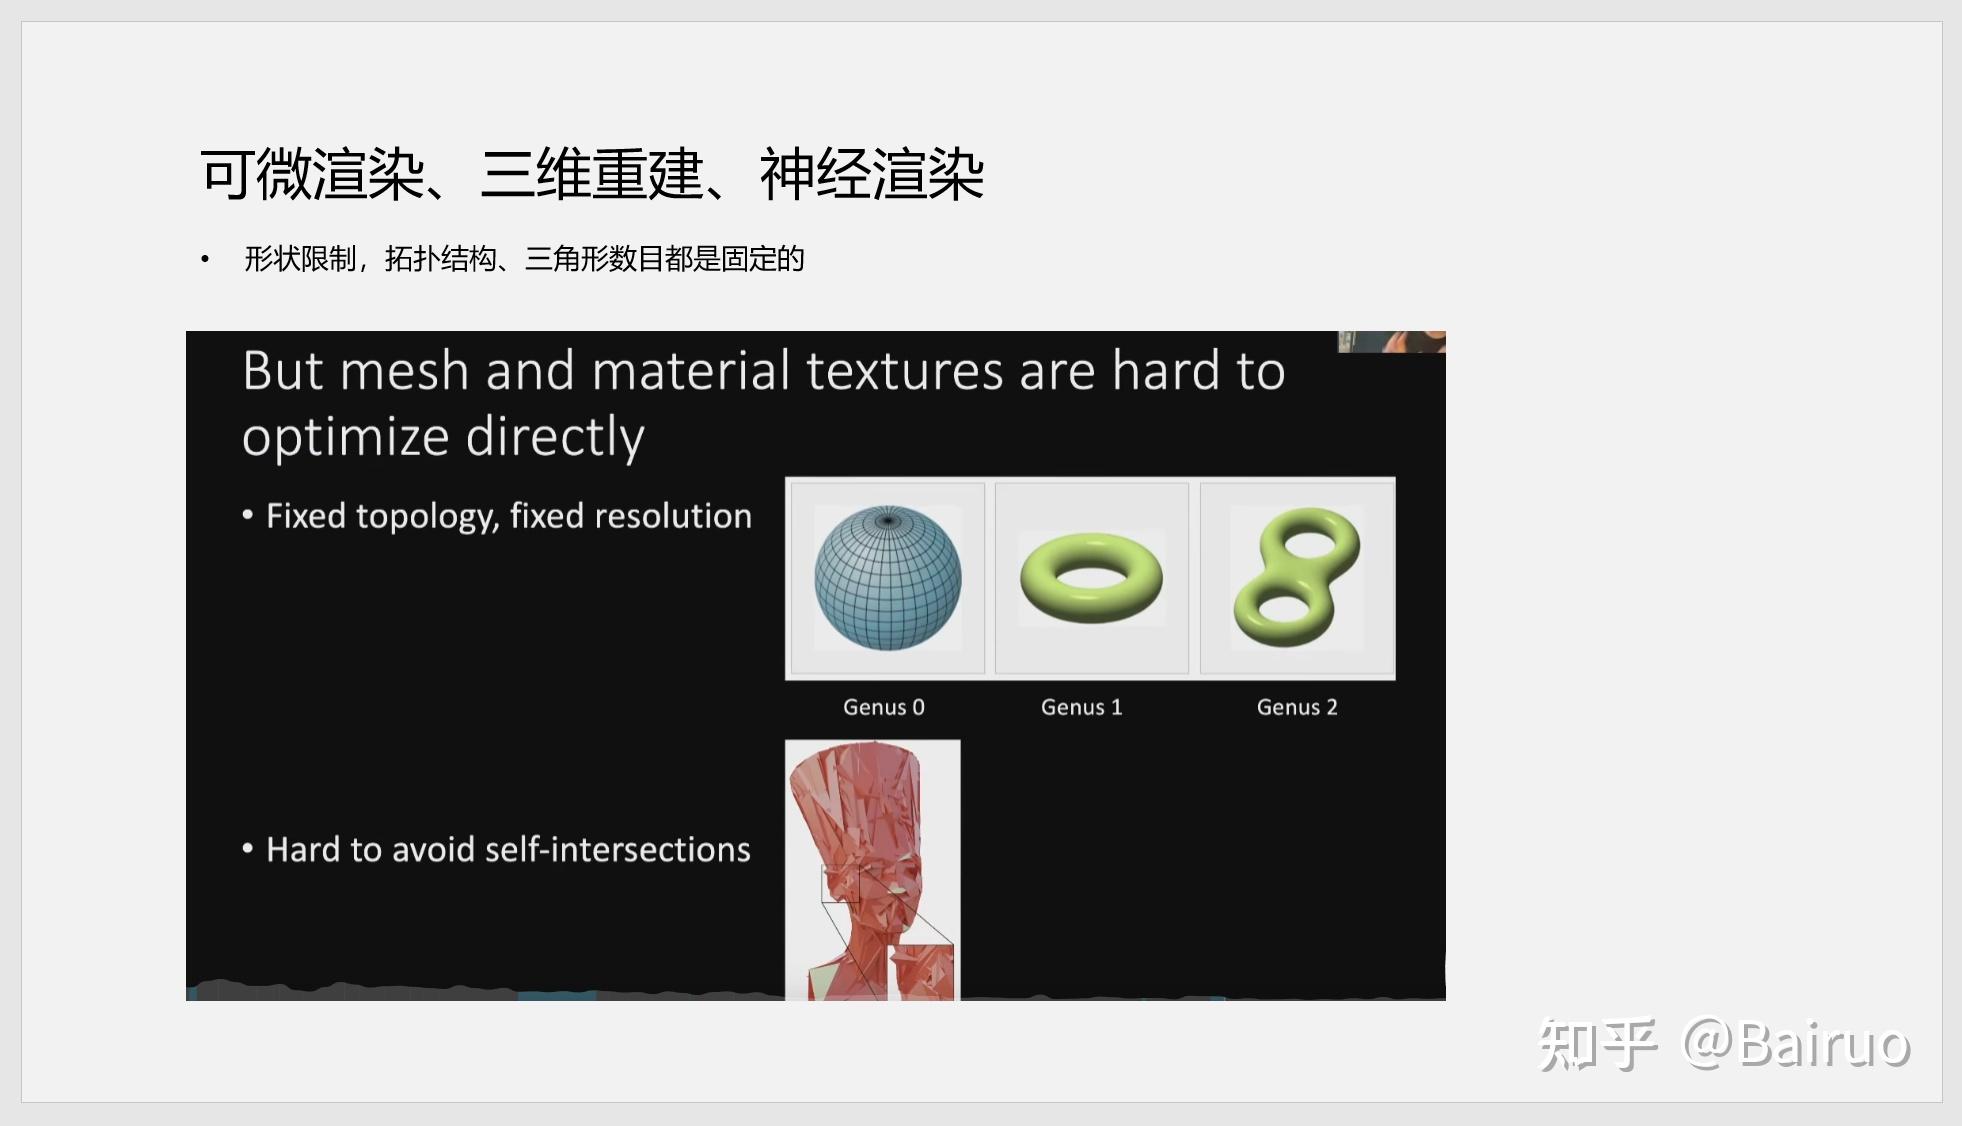 可微渲染、三维重建、神经渲染
• 形状限制，拓扑结构、三角形数目都是固定的
But mesh and material textures are hard to
optimize directly
• Fixed topology, fixed resolution
Genus 0
Genus 1
Genus 2
• Hard to avoid self-intersections
知乎 @Bairuo